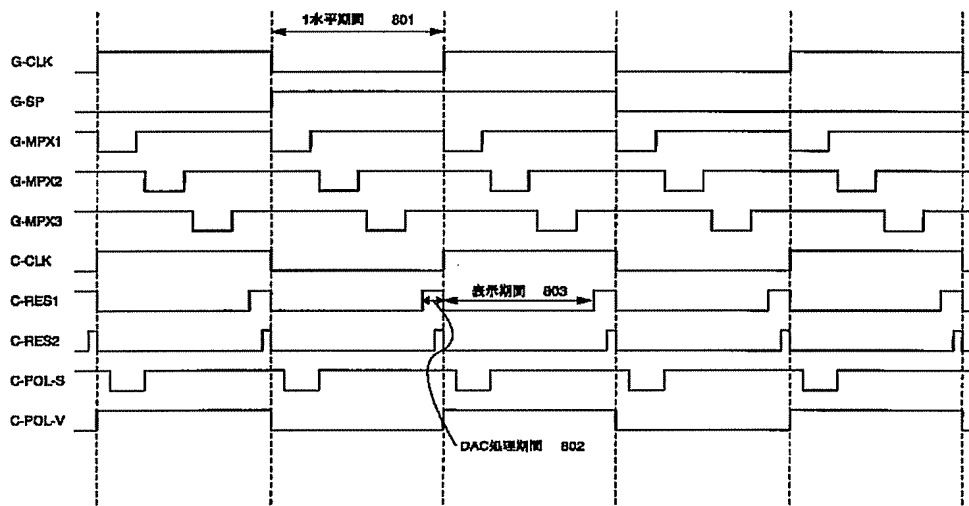 1水平期間 801
G-CLK
G-SP
G-MPX1
G-MPX2
G-MPX3
C-CLK
C-RES1
表示期間 803
C-RES2
C-POL-S
C-POL-V
DAC処理期間 802